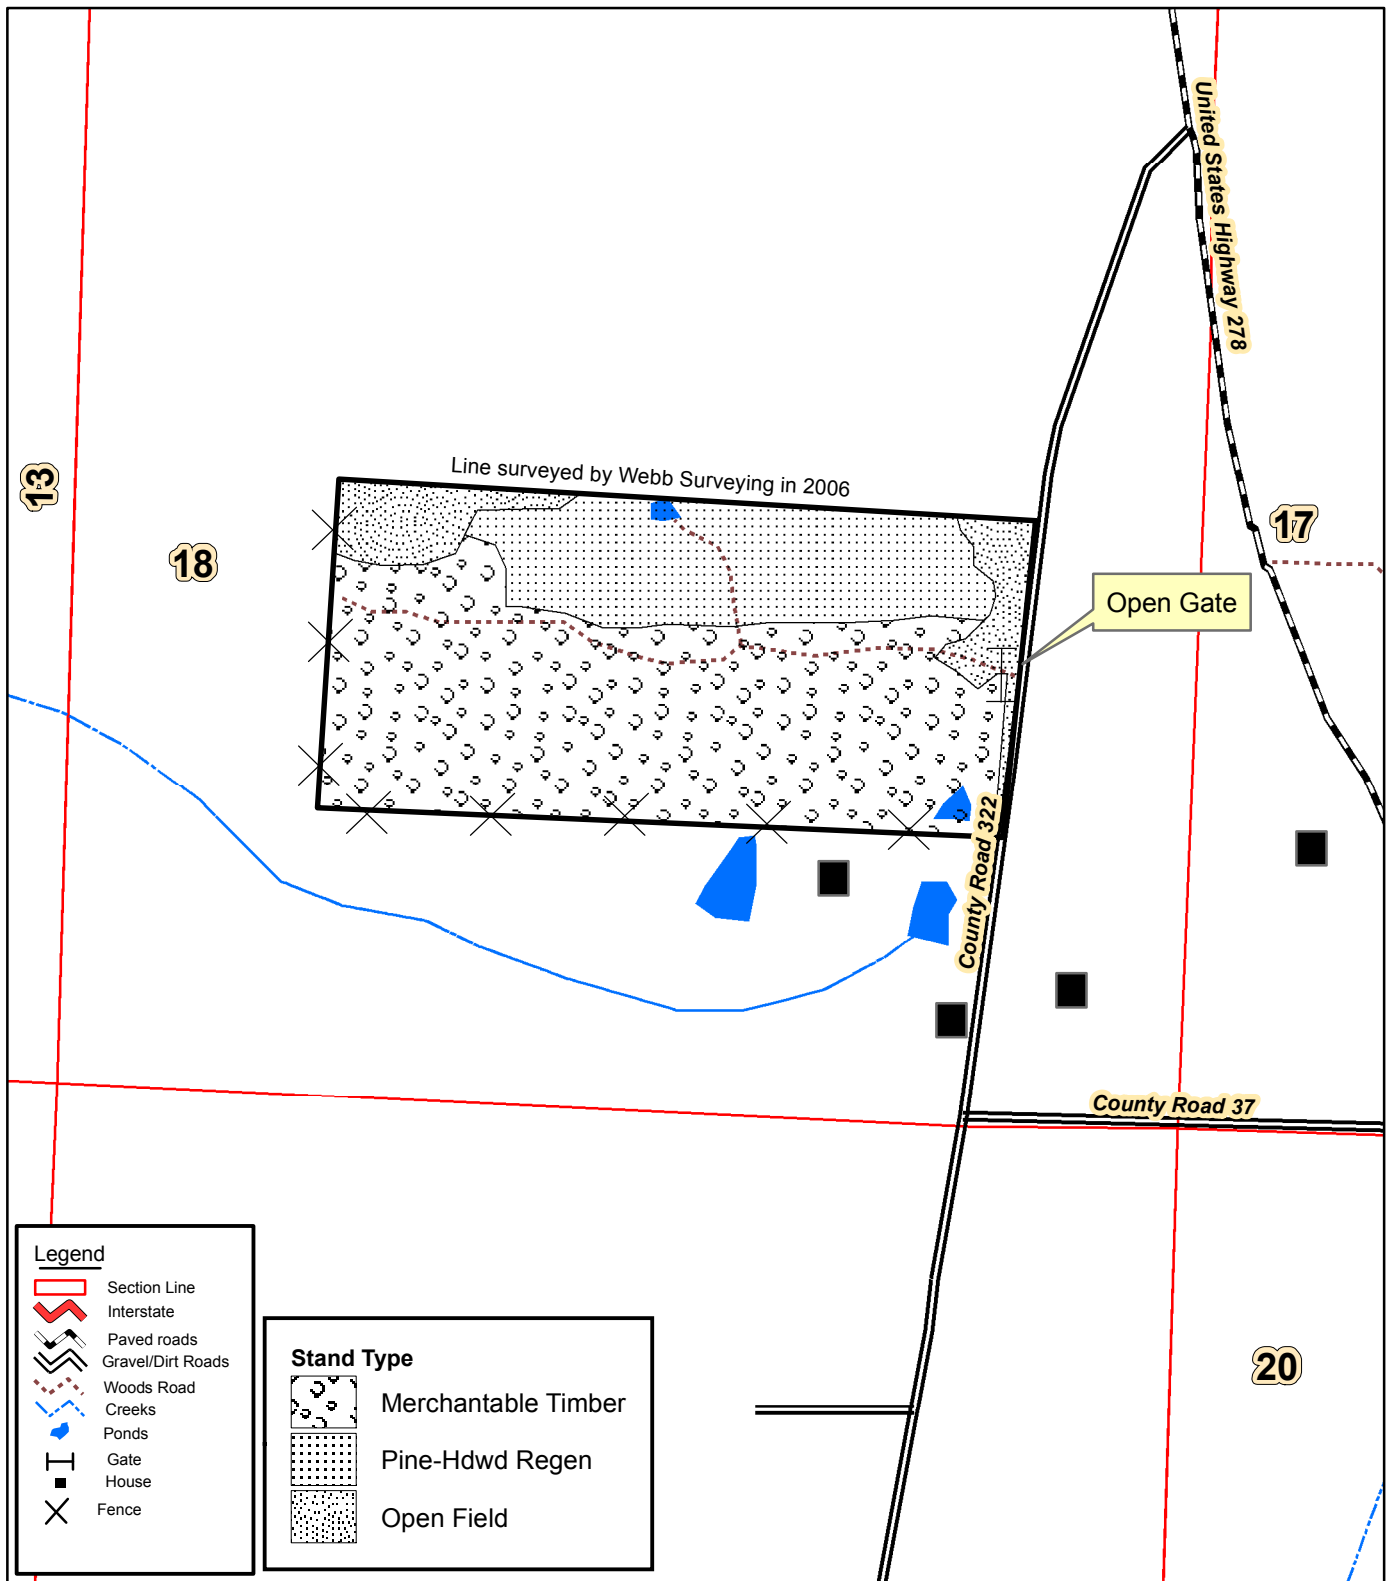 United States Highway 278
13
Line surveyed by Webb Surveying in 2006
17
18
Open Gate
County Road 322
County Road 37
Legend
Section Line
Interstate
Paved roads
Gravel/Dirt Roads
Woods Road
Creeks
Ponds
Gate
House
Fence
Stand Type
Merchantable Timber
Pine-Hdwd Regen
Open Field
20